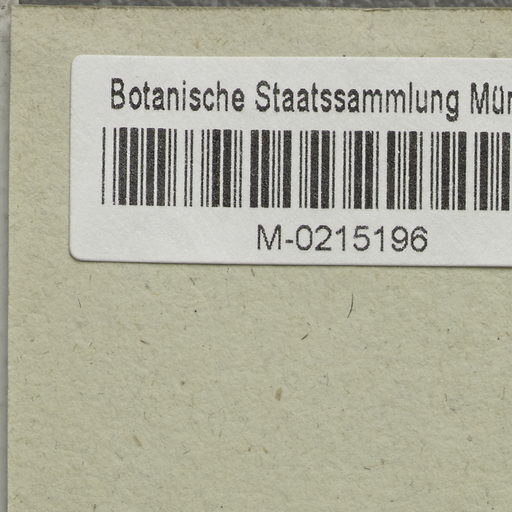 Botanische Staatssammlung Mün
M-0215196